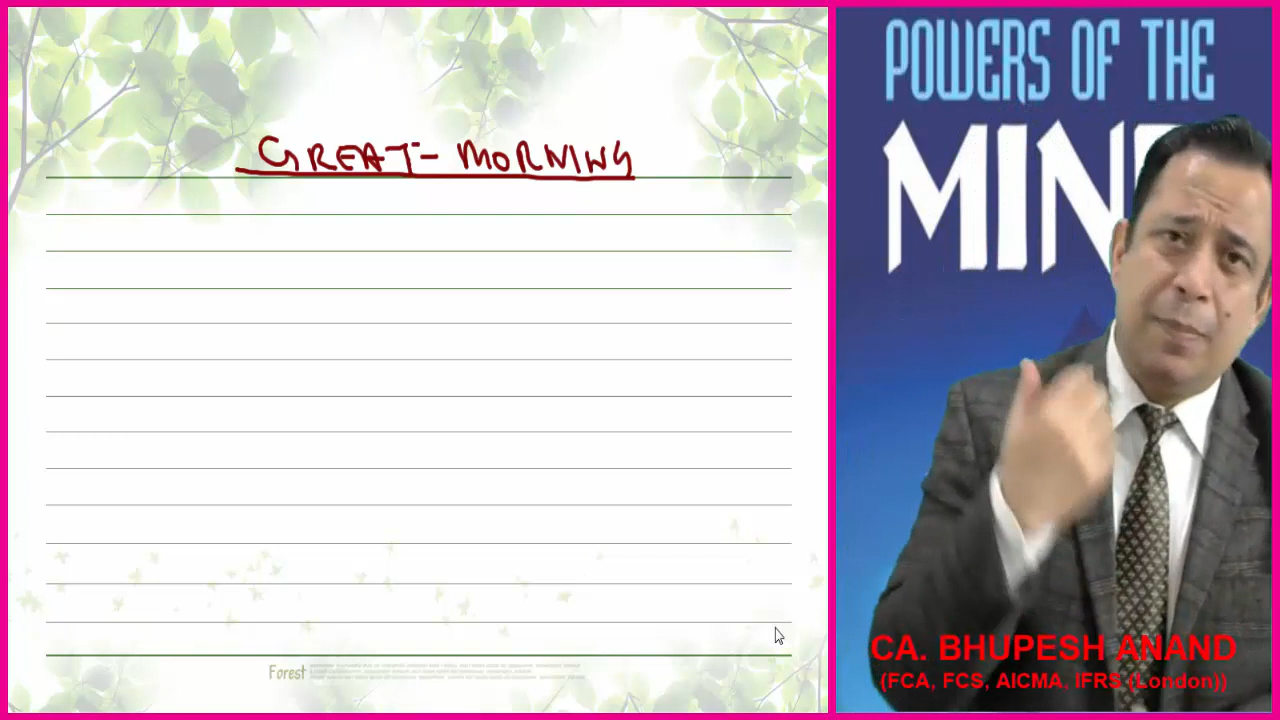 GREAT- MORNING
Forest
POWERS OF THE
MIN
CA. BHUPESH ANAND
(FCA, FCS, AICMA, IFRS (London))